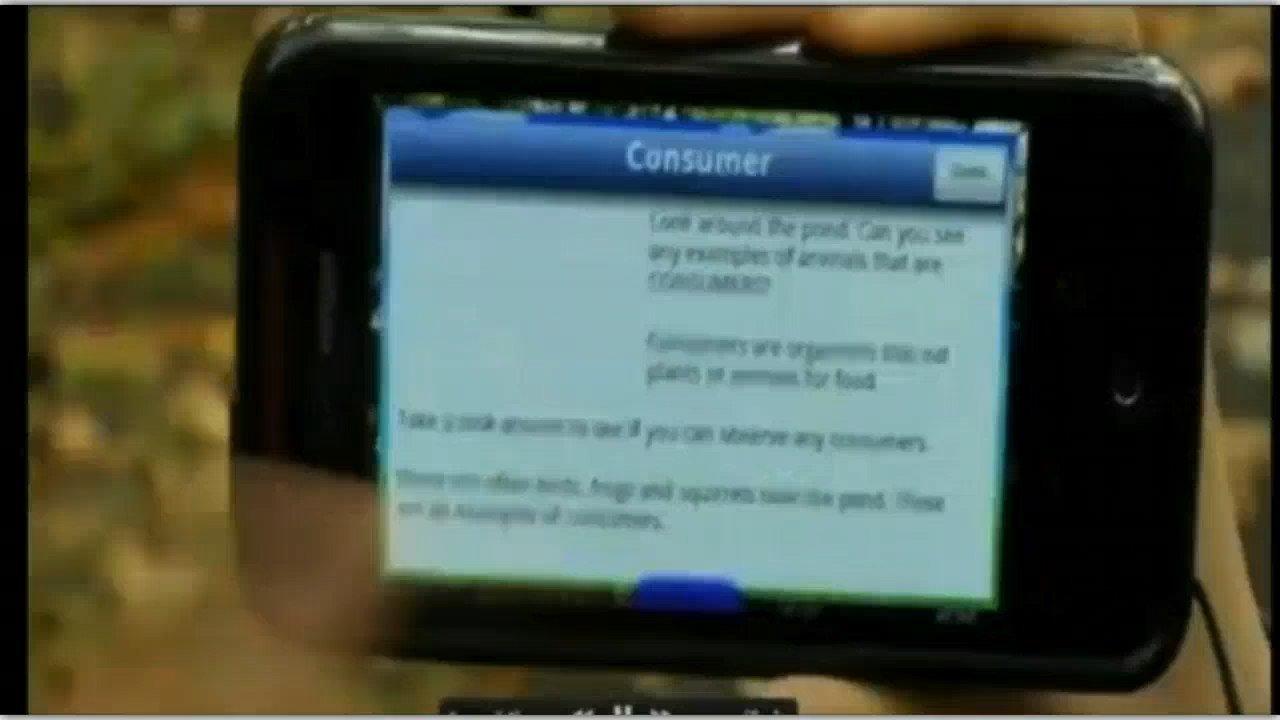 Consumer
Look around the pond. Can you see
any examples of animals that are
CONSUMERS?
Consumers are organisms that eat
plants or animals for food.
Take a look around to see if you can observe any consumers.
There are often birds, frogs and squirrels near the pond. These
are all examples of consumers.